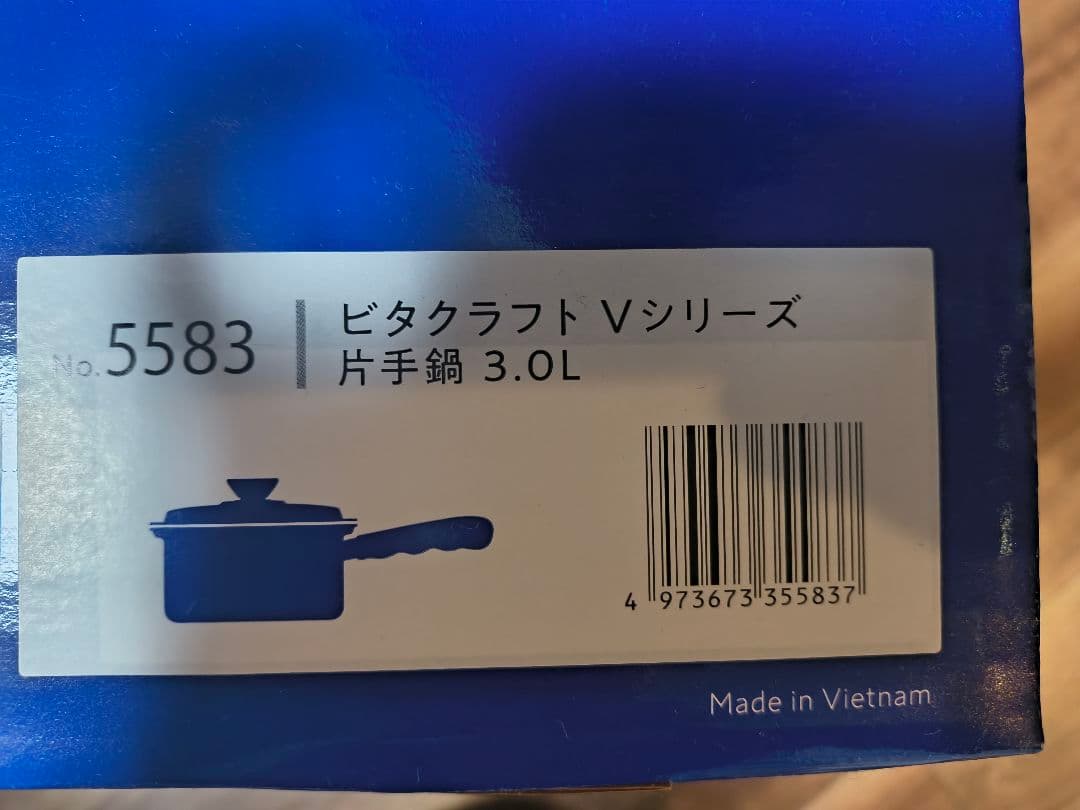 No.5583
ビタクラフト Vシリーズ
片手鍋 3.0L
4 973673 355837
Made in Vietnam